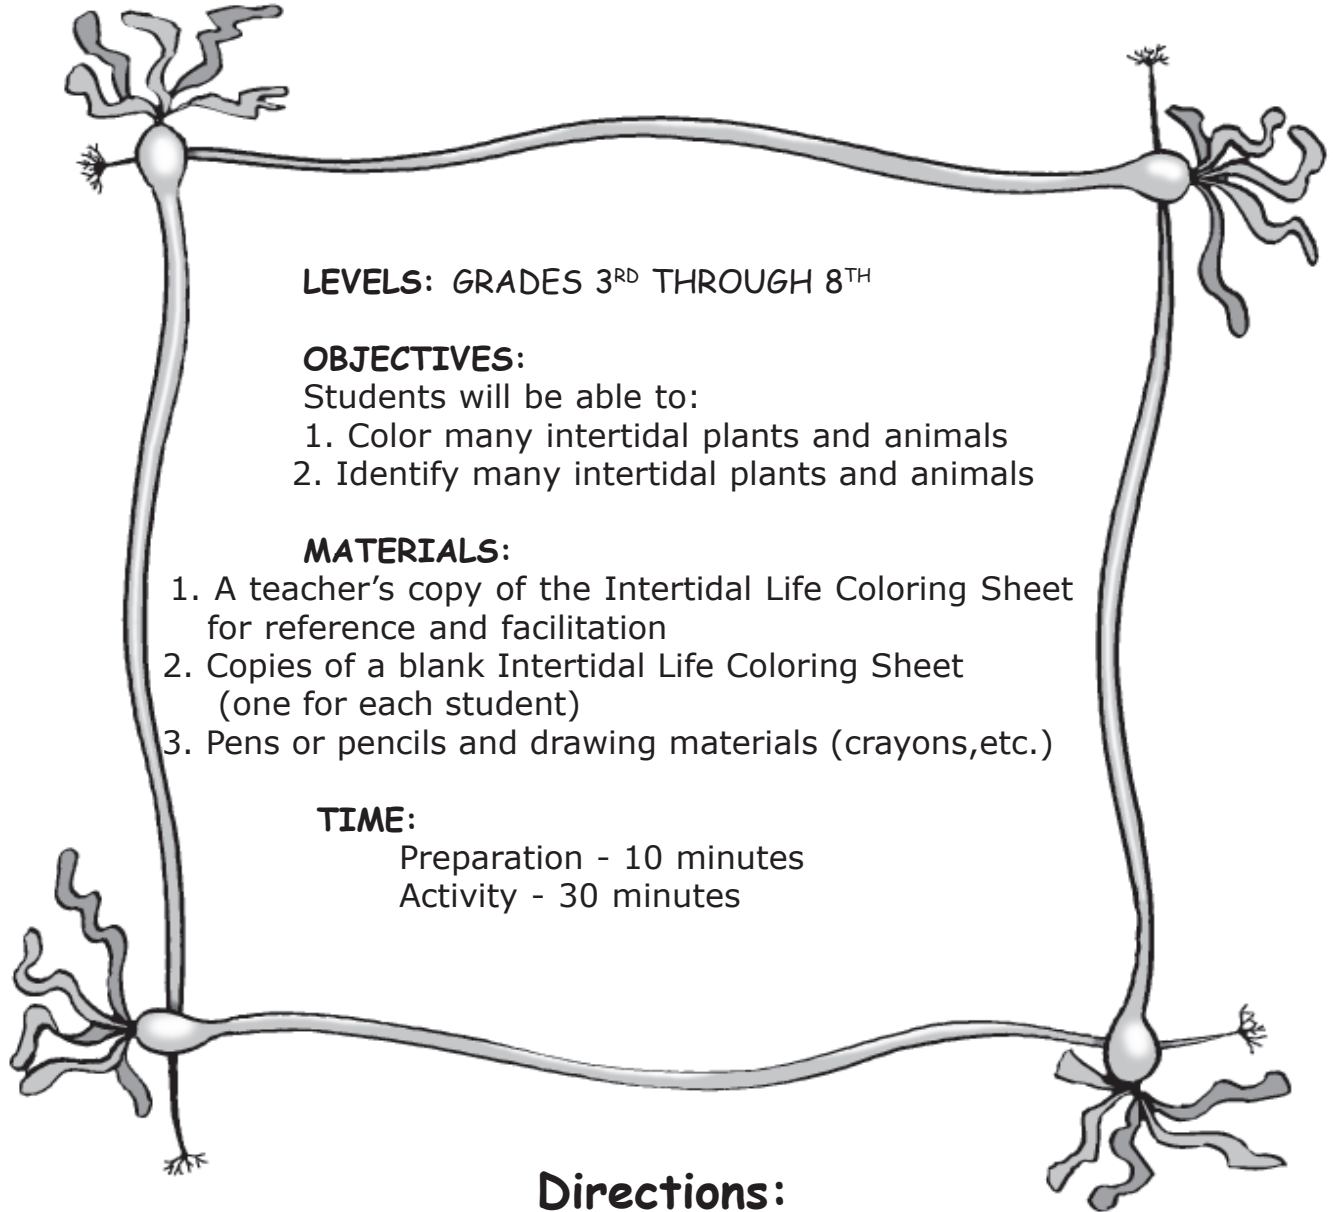 LEVELS: GRADES 3RD THROUGH 8TH
OBJECTIVES:
Students will be able to:
1. Color many intertidal plants and animals
2. Identify many intertidal plants and animals
MATERIALS:
1. A teacher’s copy of the Intertidal Life Coloring Sheet
for reference and facilitation
2. Copies of a blank Intertidal Life Coloring Sheet
(one for each student)
3. Pens or pencils and drawing materials (crayons,etc.)
TIME:
Preparation - 10 minutes
Activity - 30 minutes
Directions: